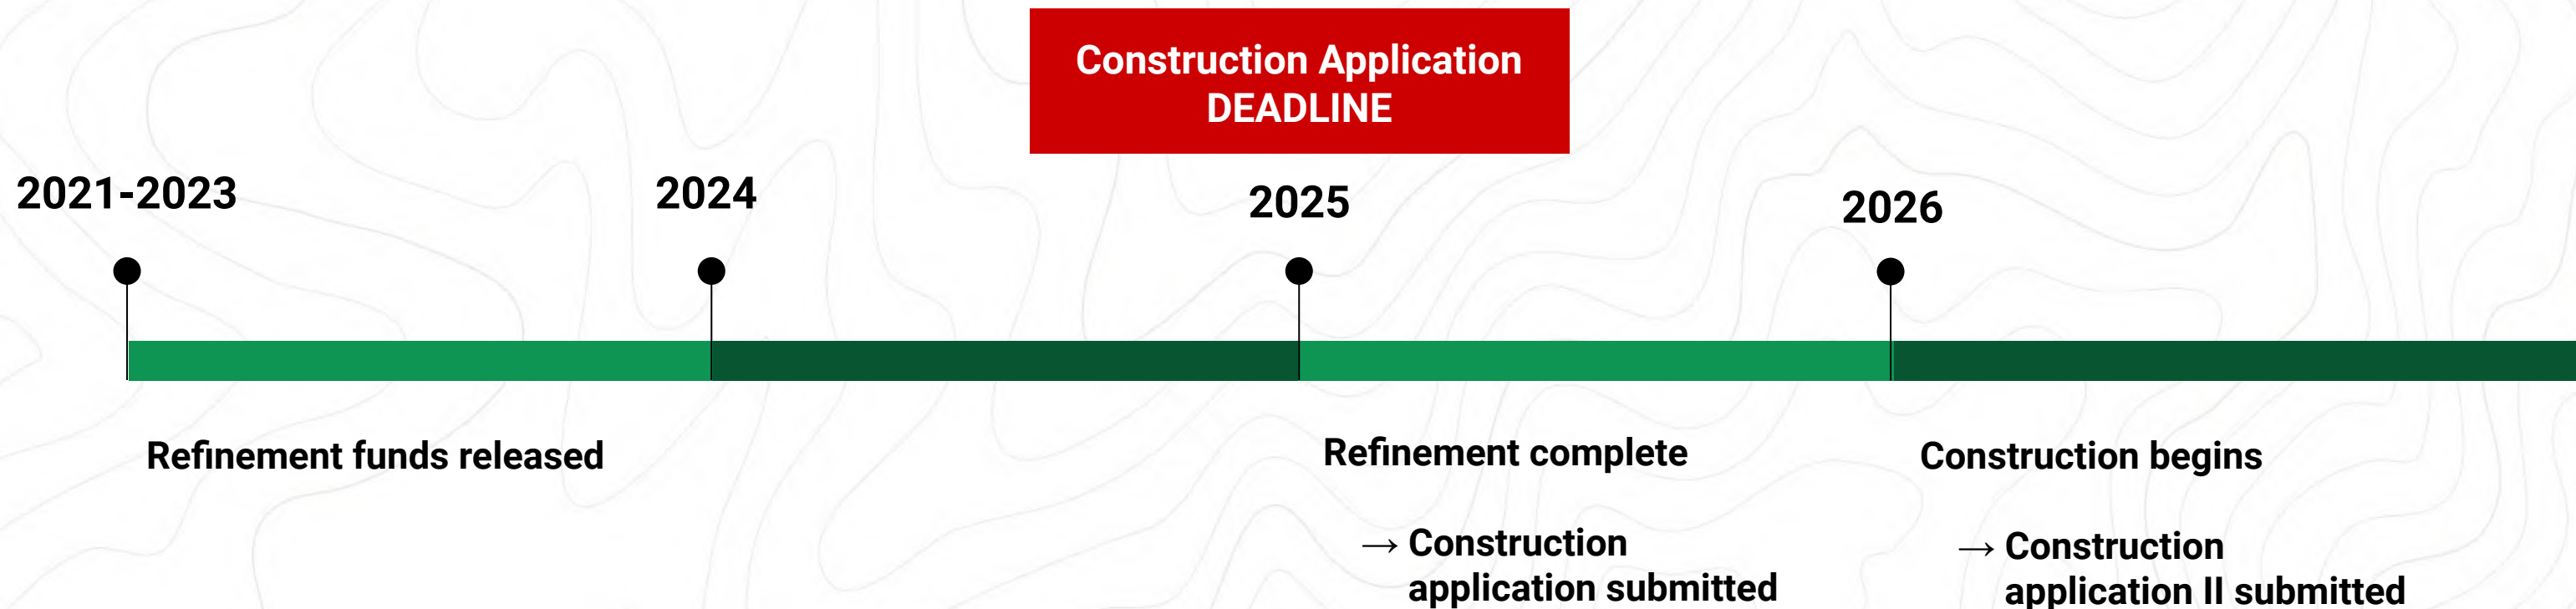 Construction Application
DEADLINE
2021-2023
2024
2025
2026
Refinement funds released
Refinement complete
→ Construction
application submitted
Construction begins
→ Construction
application II submitted